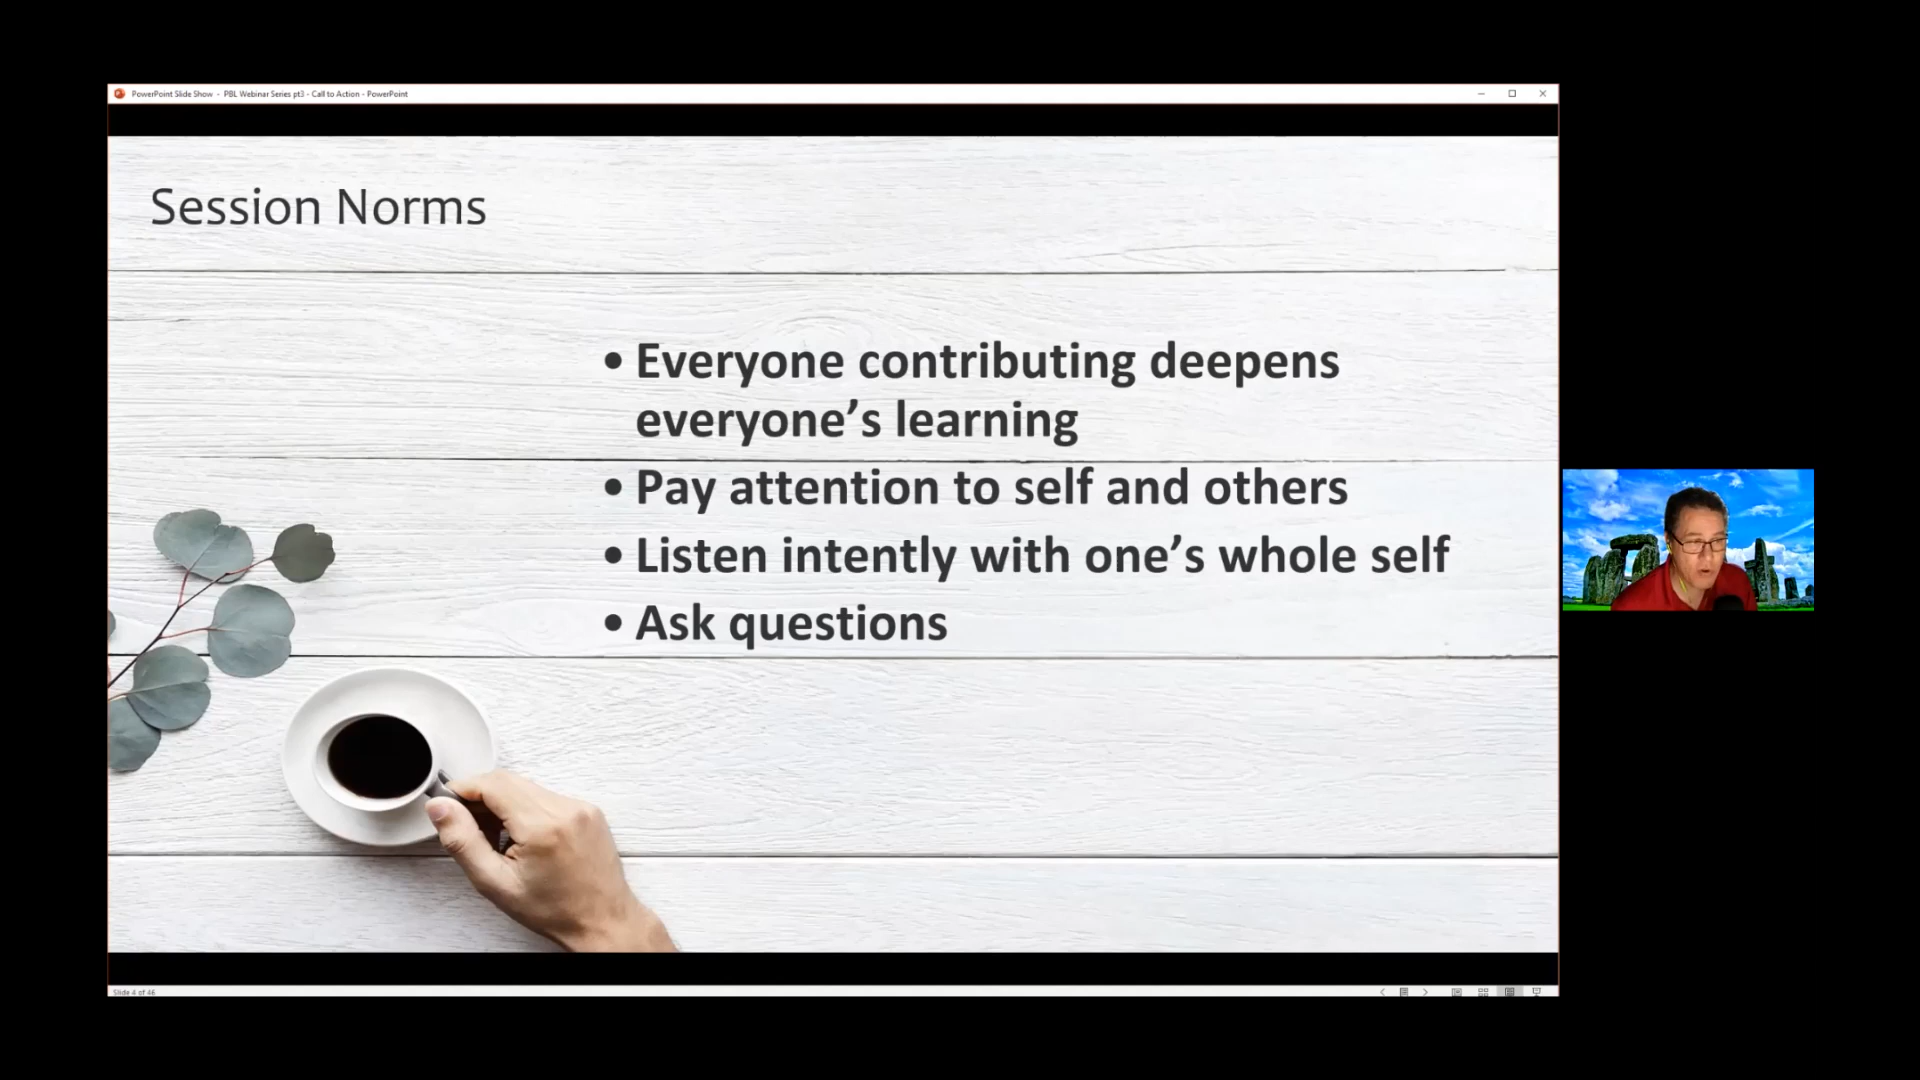 PowerPoint Slide Show - PBL Webinar Series pt3 - Call to Action - PowerPoint
Session Norms
• Everyone contributing deepens
everyone’s learning
• Pay attention to self and others
• Listen intently with one’s whole self
• Ask questions
Slide 4 of 46